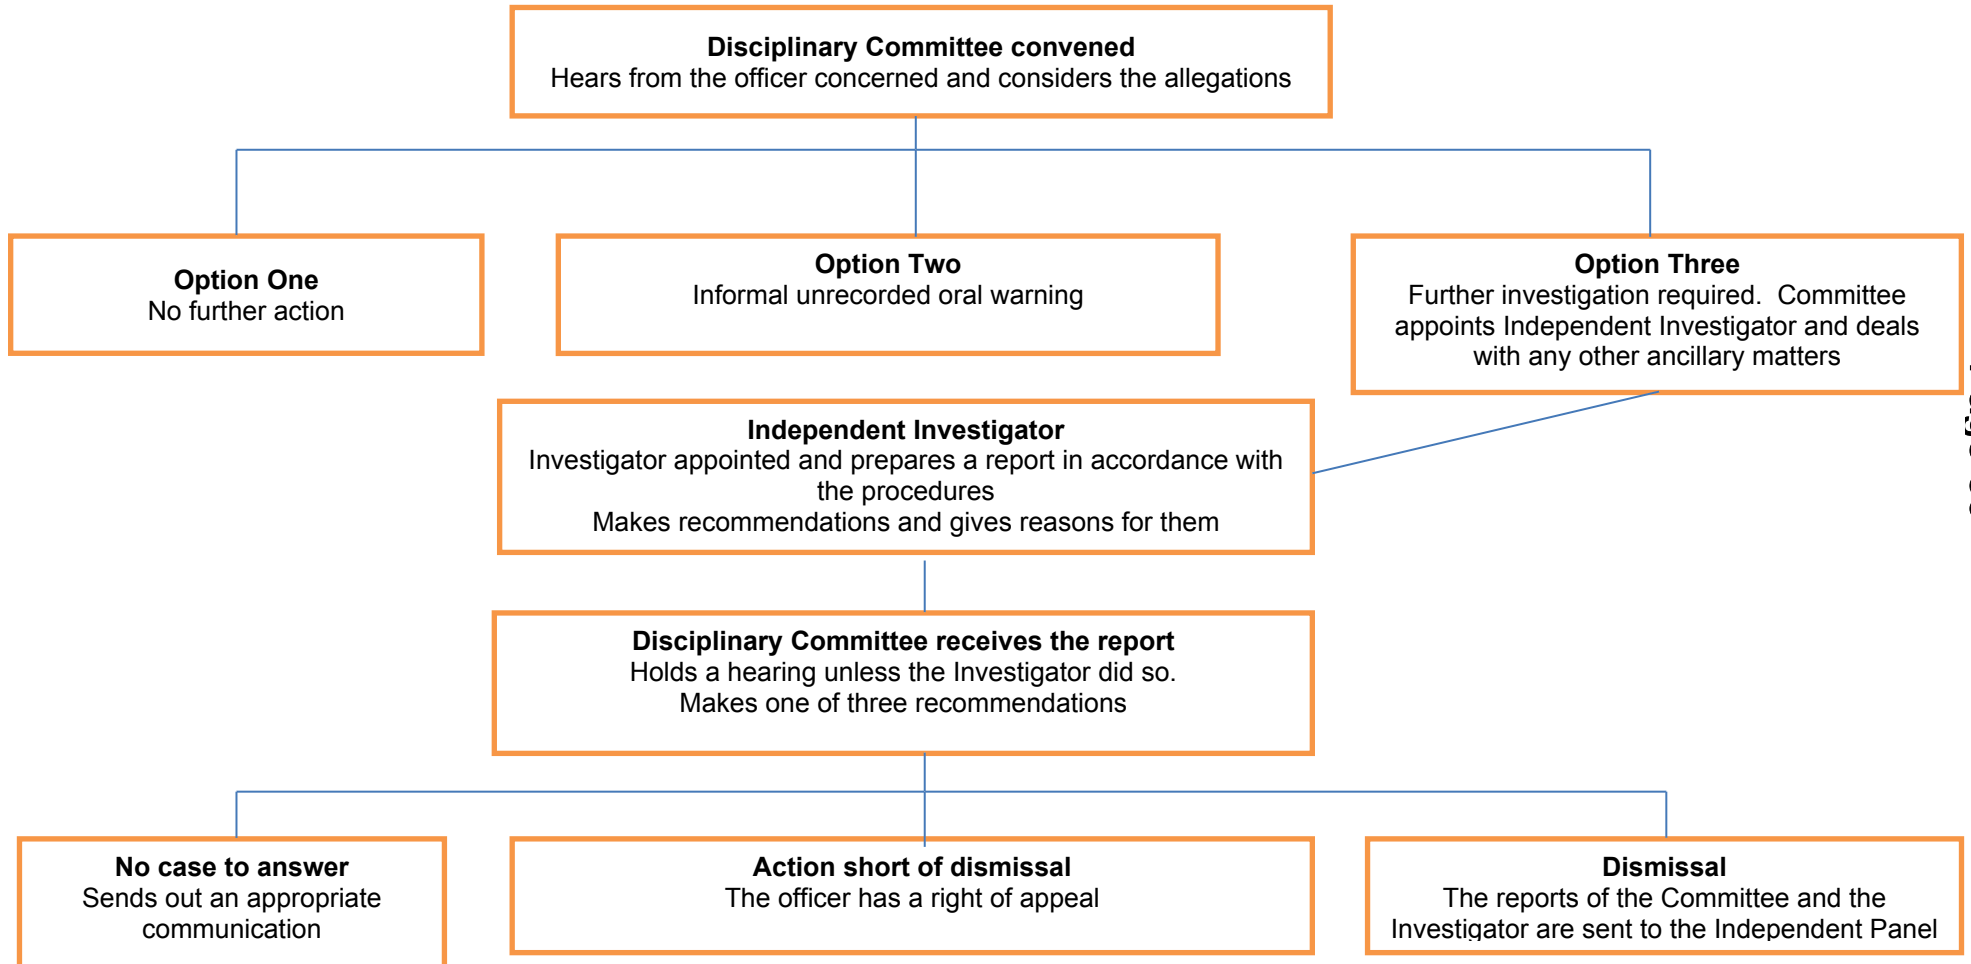 Disciplinary Committee convened
Hears from the officer concerned and considers the allegations
Option One
No further action
Option Two
Informal unrecorded oral warning
Option Three
Further investigation required.  Committee
appoints Independent Investigator and deals
with any other ancillary matters
Independent Investigator
Investigator appointed and prepares a report in accordance with
the procedures
Makes recommendations and gives reasons for them
Disciplinary Committee receives the report
Holds a hearing unless the Investigator did so.
Makes one of three recommendations
No case to answer
Sends out an appropriate
communication
Action short of dismissal
The officer has a right of appeal
Dismissal
The reports of the Committee and the
Investigator are sent to the Independent Panel